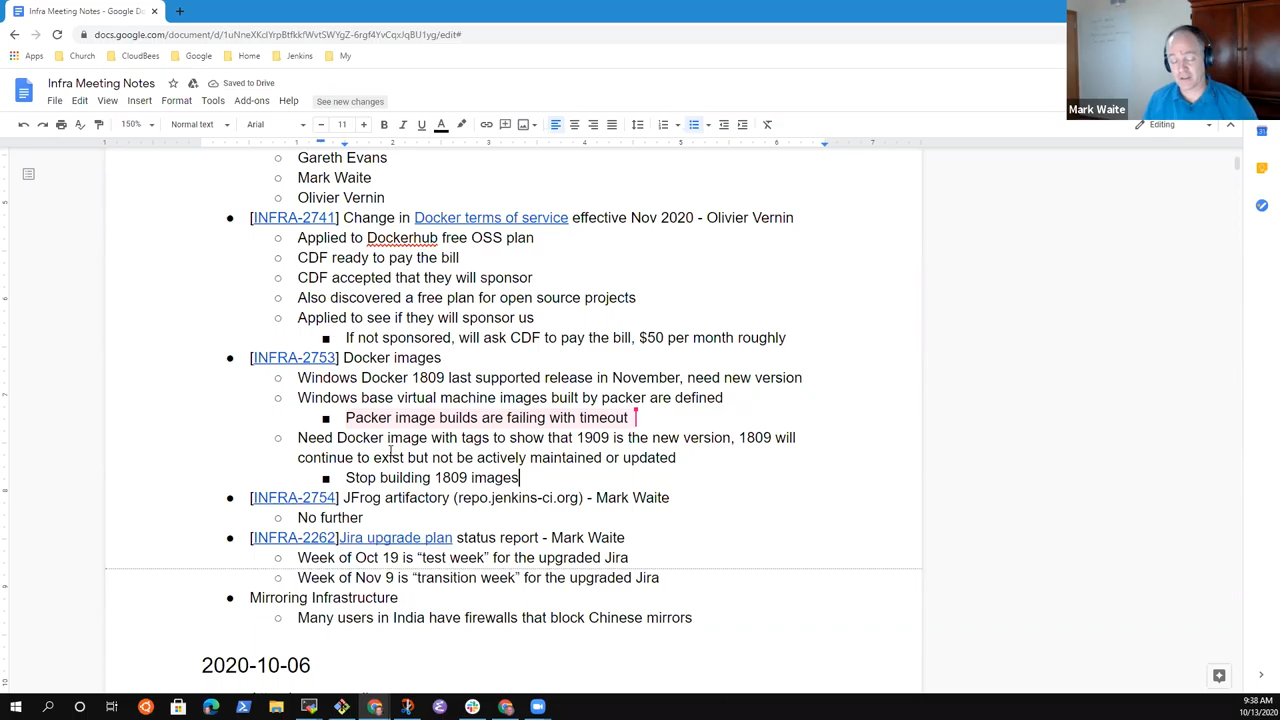 Infra Meeting Notes - Google Do
docs.google.com/document/d/1uNneXKcIYrpBtfkkfWvtSWYgZ-6rgf4YvCqxJqBU1yg/edit#
Apps Church CloudBees Google Home Jenkins My
Infra Meeting Notes Saved to Drive
File Edit View Insert Format Tools Add-ons Help See new changes
150% Normal text Arial 11 Editing
Mark Waite
Gareth Evans
Mark Waite
Olivier Vernin
[INFRA-2741] Change in Docker terms of service effective Nov 2020 - Olivier Vernin
Applied to Dockerhub free OSS plan
CDF ready to pay the bill
CDF accepted that they will sponsor
Also discovered a free plan for open source projects
Applied to see if they will sponsor us
If not sponsored, will ask CDF to pay the bill, $50 per month roughly
[INFRA-2753] Docker images
Windows Docker 1809 last supported release in November, need new version
Windows base virtual machine images built by packer are defined
Packer image builds are failing with timeout
Need Docker image with tags to show that 1909 is the new version, 1809 will
continue to exist but not be actively maintained or updated
Stop building 1809 images
[INFRA-2754] JFrog artifactory (repo.jenkins-ci.org) - Mark Waite
No further
[INFRA-2262]Jira upgrade plan status report - Mark Waite
Week of Oct 19 is “test week” for the upgraded Jira
Week of Nov 9 is “transition week” for the upgraded Jira
Mirroring Infrastructure
Many users in India have firewalls that block Chinese mirrors
2020-10-06
9:38 AM
10/13/2020